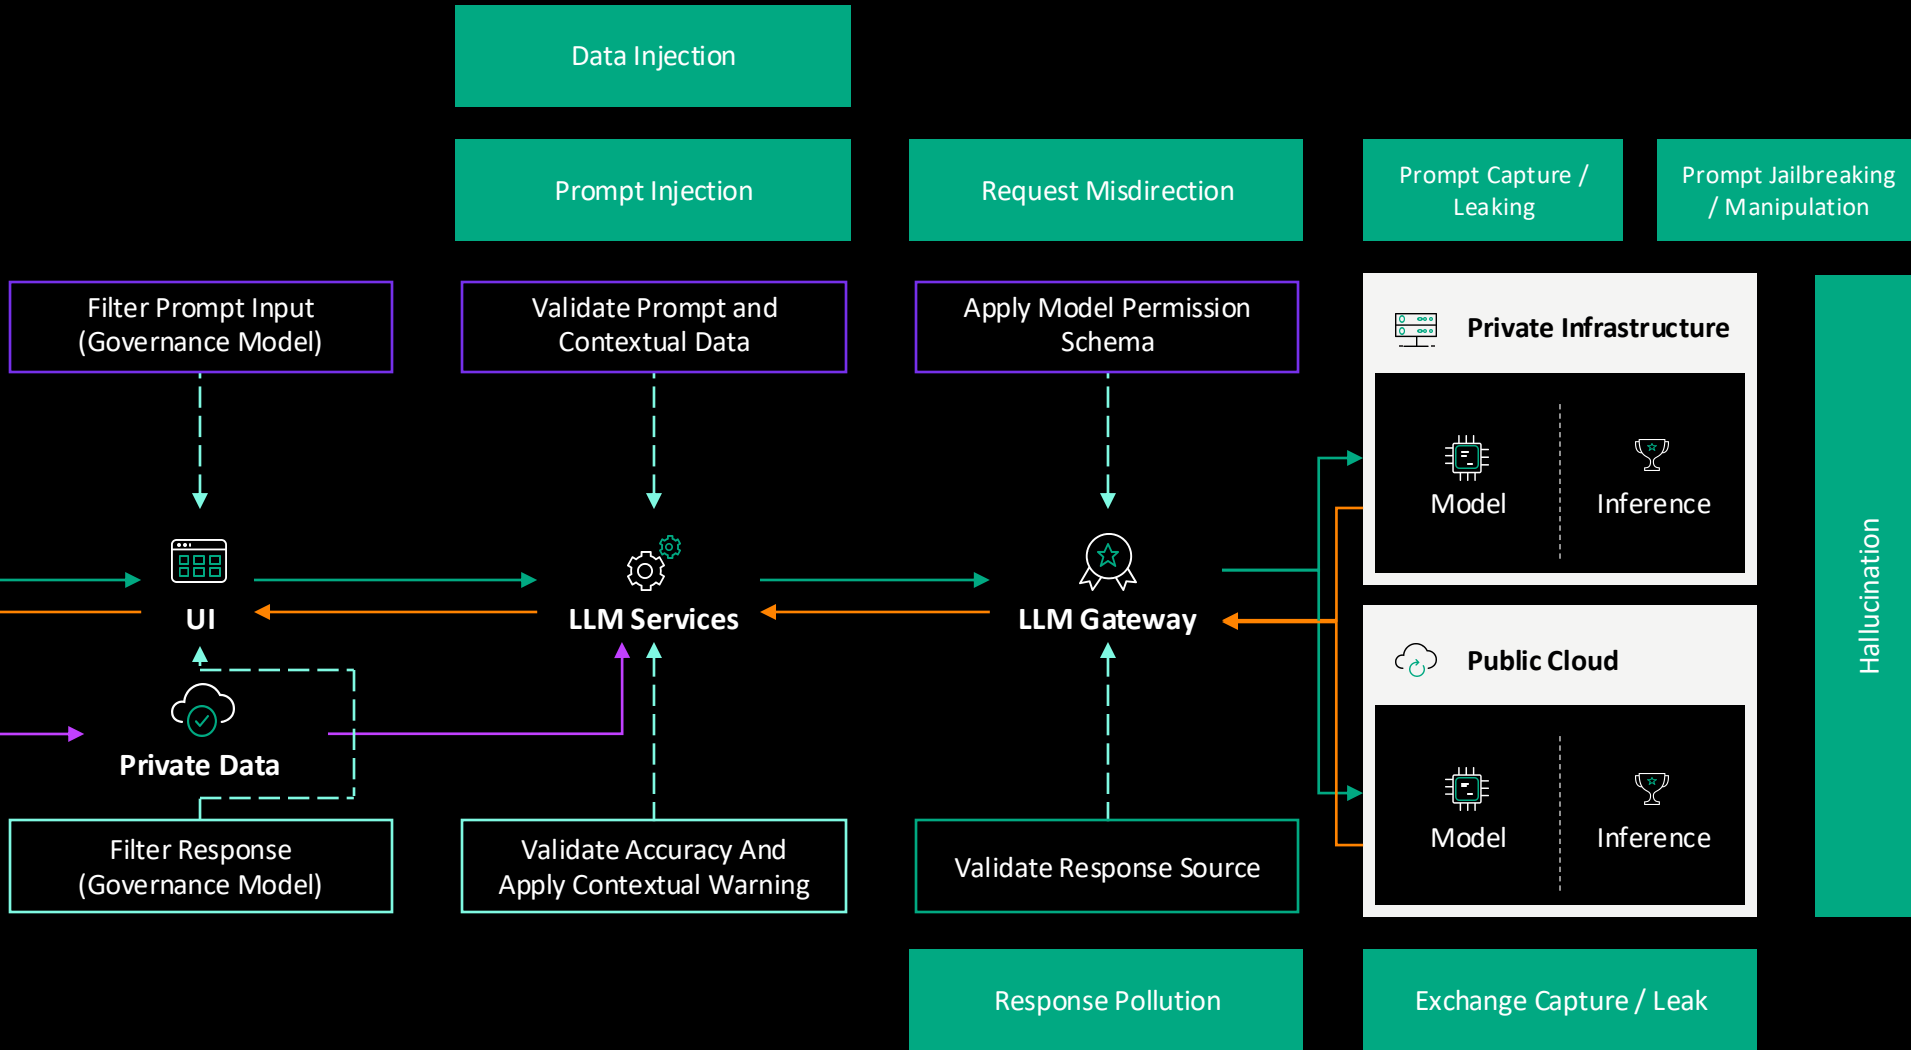 Data Injection
Prompt Injection
Request Misdirection
Prompt Capture /
Leaking
Prompt Jailbreaking
/ Manipulation
Filter Prompt Input
(Governance Model)
Validate Prompt and
Contextual Data
Apply Model Permission
Schema
Private Infrastructure
Model
Inference
UI
LLM Services
LLM Gateway
Public Cloud
Model
Inference
Hallucination
Private Data
Filter Response
(Governance Model)
Validate Accuracy And
Apply Contextual Warning
Validate Response Source
Response Pollution
Exchange Capture / Leak